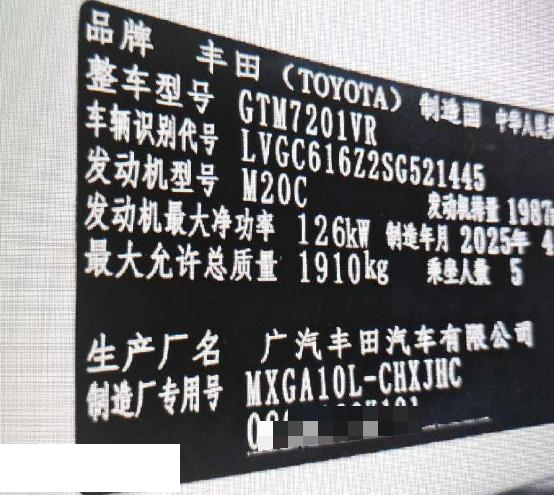 品牌 丰田（TOYOTA） 制造国 中华人民
整车型号 GTM7201VR
车辆识别代号 LVGC616Z2SG521445
发动机型号 M20C 发动机排量 1987
发动机最大净功率 126kW 制造年月 2025年 4
最大允许总质量 1910kg 乘坐人数 5
生产厂名 广汽丰田汽车有限公司
制造厂专用号 MXGA10L-CHXJHC